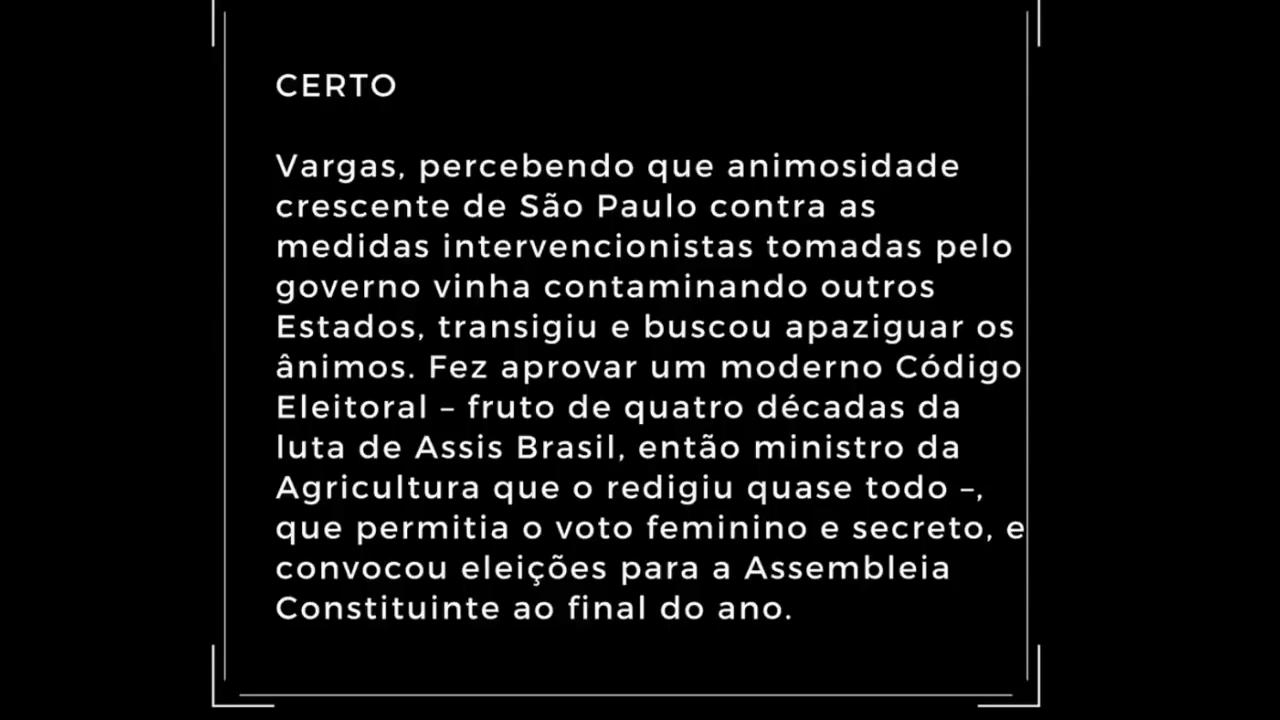 CERTO
Vargas, percebendo que animosidade
crescente de São Paulo contra as
medidas intervencionistas tomadas pelo
governo vinha contaminando outros
Estados, transigiu e buscou apaziguar os
ânimos. Fez aprovar um moderno Código
Eleitoral – fruto de quatro décadas da
luta de Assis Brasil, então ministro da
Agricultura que o redigiu quase todo –,
que permitia o voto feminino e secreto, e
convocou eleições para a Assembleia
Constituinte ao final do ano.